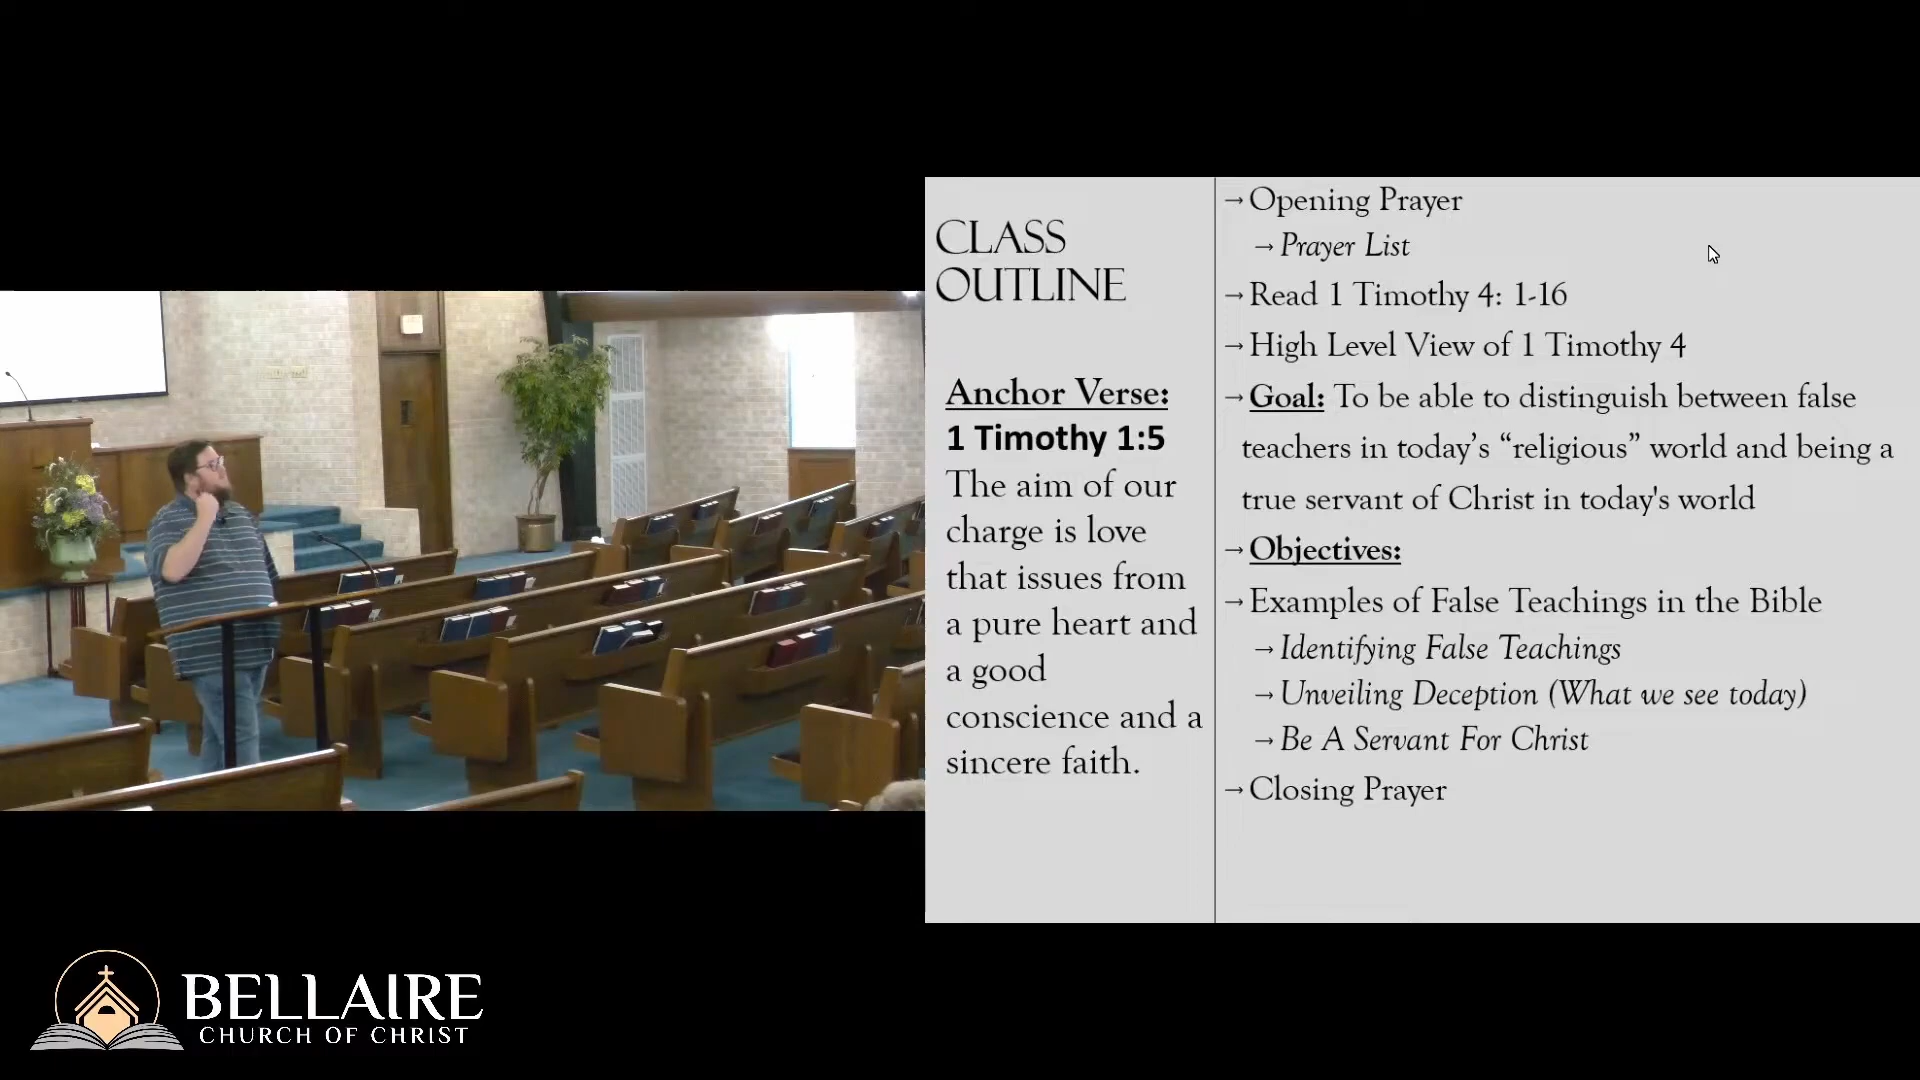 CLASS
OUTLINE
Anchor Verse:
1 Timothy 1:5
The aim of our
charge is love
that issues from
a pure heart and
a good
conscience and a
sincere faith.
→Opening Prayer
→Prayer List
→Read 1 Timothy 4: 1-16
→High Level View of 1 Timothy 4
→Goal: To be able to distinguish between false
teachers in today’s “religious” world and being a
true servant of Christ in today's world
→Objectives:
→Examples of False Teachings in the Bible
→Identifying False Teachings
→Unveiling Deception (What we see today)
→Be A Servant For Christ
→Closing Prayer
BELLAIRE
CHURCH OF CHRIST